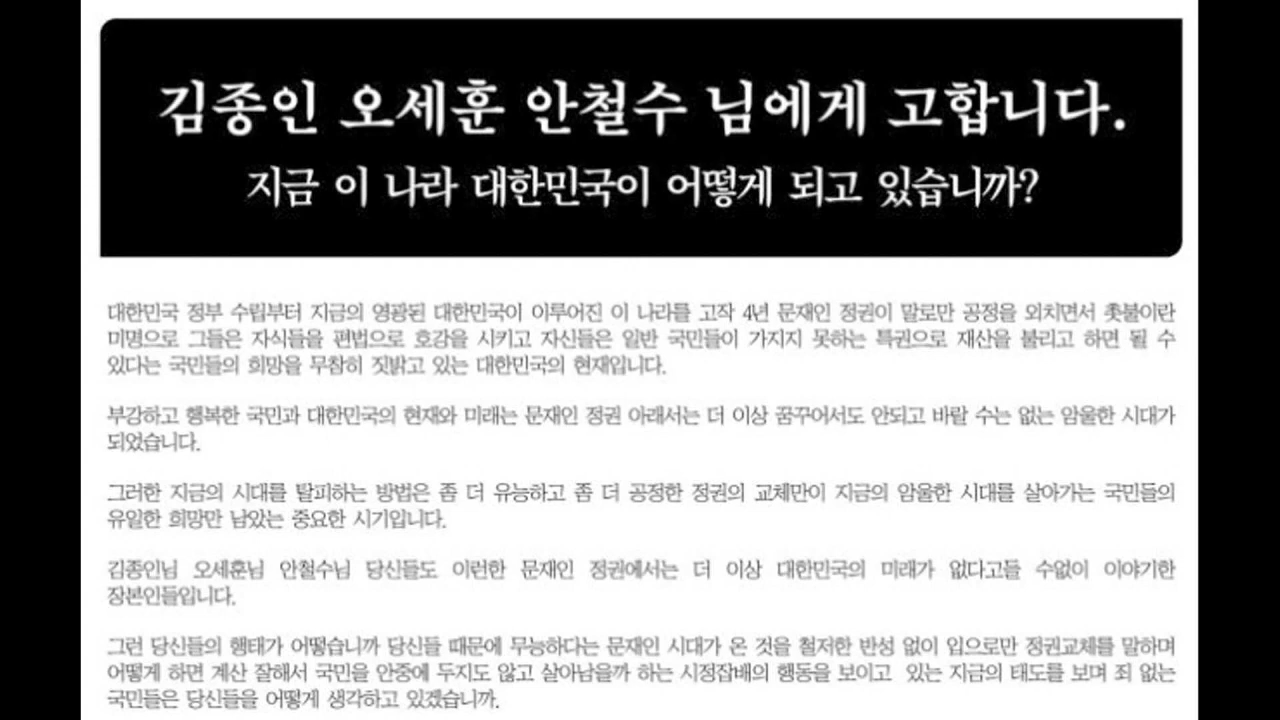 김종인 오세훈 안철수 님에게 고합니다.
지금 이 나라 대한민국이 어떻게 되고 있습니까?
대한민국 정부 수립부터 지금의 영광된 대한민국이 이루어진 이 나라를 고작 4년 문재인 정권이 말로만 공정을 외치면서 촛불이란
미명으로 그들은 자식들을 편법으로 호강을 시키고 자신들은 일반 국민들이 가지지 못하는 특권으로 재산을 불리고 하면 될 수
있다는 국민들의 희망을 무참히 짓밝고 있는 대한민국의 현재입니다.
부강하고 행복한 국민과 대한민국의 현재와 미래는 문재인 정권 아래서는 더 이상 꿈꾸어서도 안되고 바랄 수는 없는 암울한 시대가
되었습니다.
그러한 지금의 시대를 탈피하는 방법은 좀 더 유능하고 좀 더 공정한 정권의 교체만이 지금의 암울한 시대를 살아가는 국민들의
유일한 희망만 남았는 중요한 시기입니다.
김종인님 오세훈님 안철수님 당신들도 이런한 문재인 정권에서는 더 이상 대한민국의 미래가 없다고들 수없이 이야기한
장본인들입니다.
그런 당신들의 행태가 어떻습니까 당신들 때문에 무능하다는 문재인 시대가 온 것을 철저한 반성 없이 입으로만 정권교체를 말하며
어떻게 하면 계산 잘해서 국민을 안중에 두지도 않고 살아남을까 하는 시정잡배의 행동을 보이고 있는 지금의 태도를 보며 죄 없는
국민들은 당신들을 어떻게 생각하고 있겠습니까.